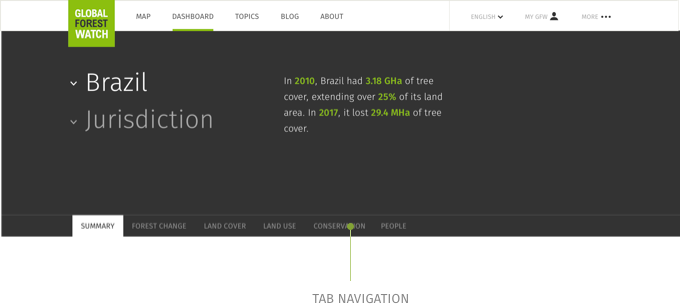 GLOBAL
FOREST
WATCH
MAP DASHBOARD TOPICS BLOG ABOUT
ENGLISH MY GFW MORE
Brazil
Jurisdiction
In 2010, Brazil had 3.18 GHa of tree
cover, extending over 25% of its land
area. In 2017, it lost 29.4 MHa of tree
cover.
SUMMARY FOREST CHANGE LAND COVER LAND USE CONSERVATION PEOPLE
TAB NAVIGATION